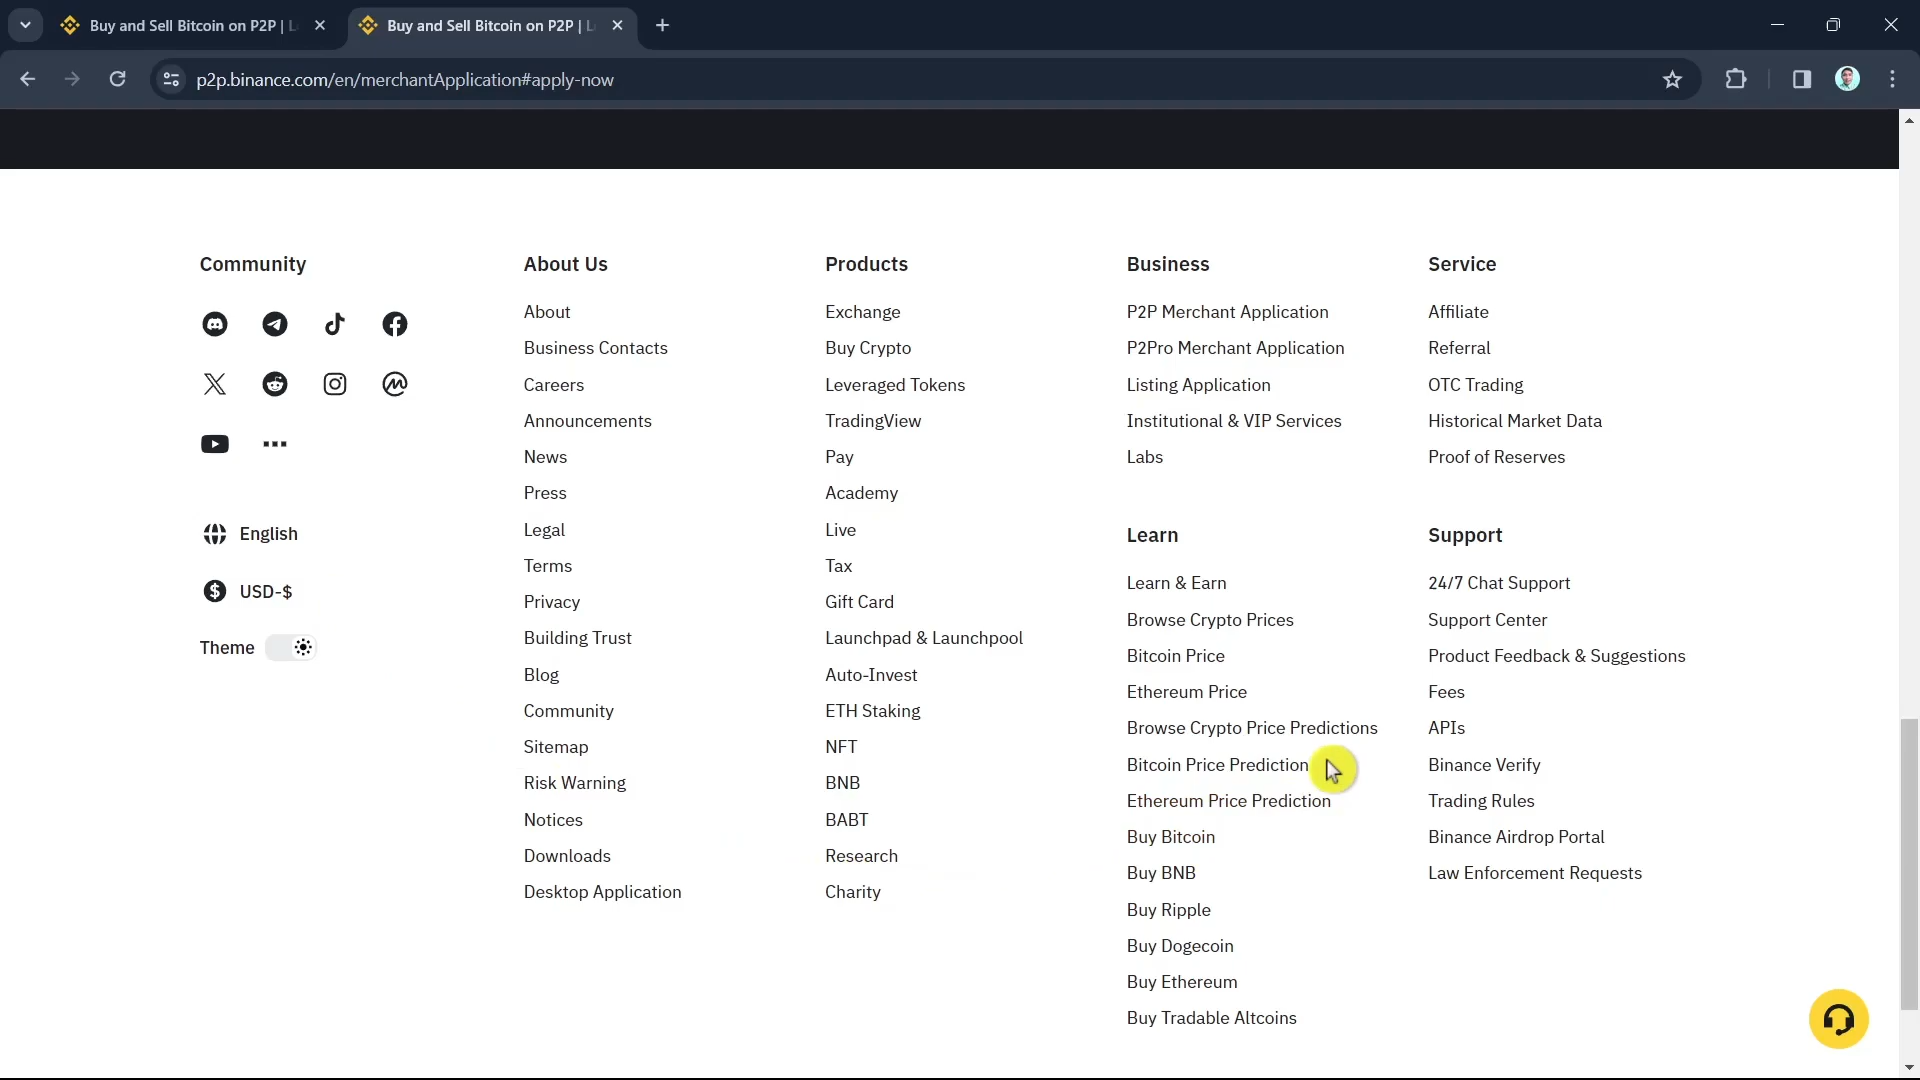 Buy and Sell Bitcoin on P2P |
Buy and Sell Bitcoin on P2P |
p2p.binance.com/en/merchantApplication#apply-now
Community
English
USD-$
Theme
About Us
About
Business Contacts
Careers
Announcements
News
Press
Legal
Terms
Privacy
Building Trust
Blog
Community
Sitemap
Risk Warning
Notices
Downloads
Desktop Application
Products
Exchange
Buy Crypto
Leveraged Tokens
TradingView
Pay
Academy
Live
Tax
Gift Card
Launchpad & Launchpool
Auto-Invest
ETH Staking
NFT
BNB
BABT
Research
Charity
Business
P2P Merchant Application
P2Pro Merchant Application
Listing Application
Institutional & VIP Services
Labs
Learn
Learn & Earn
Browse Crypto Prices
Bitcoin Price
Ethereum Price
Browse Crypto Price Predictions
Bitcoin Price Prediction
Ethereum Price Prediction
Buy Bitcoin
Buy BNB
Buy Ripple
Buy Dogecoin
Buy Ethereum
Buy Tradable Altcoins
Service
Affiliate
Referral
OTC Trading
Historical Market Data
Proof of Reserves
Support
24/7 Chat Support
Support Center
Product Feedback & Suggestions
Fees
APIs
Binance Verify
Trading Rules
Binance Airdrop Portal
Law Enforcement Requests